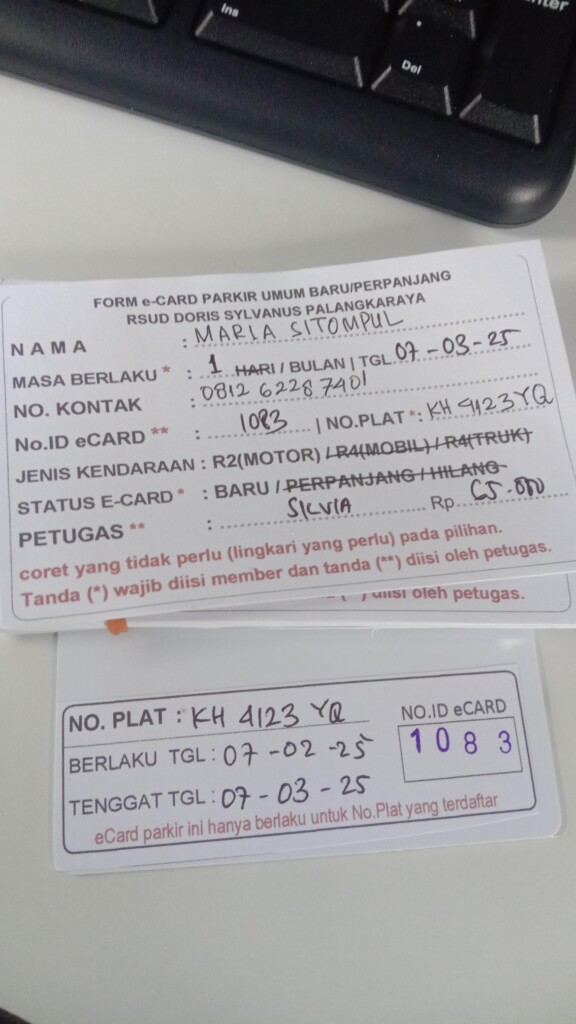 Ins
Del
FORM e-CARD PARKIR UMUM BARU/PERPANJANG
RSUD DORIS SYLVANUS PALANGKARAYA
NAMA : MARIA SITOMPUL
MASA BERLAKU * : 1 HARI / BULAN | TGL 07-03-25
NO. KONTAK : 0812 6228 7401
No.ID eCARD ** : 1083 | NO.PLAT *: KH 4123 YQ
JENIS KENDARAAN : R2(MOTOR) / R4(MOBIL) / R4(TRUK)
STATUS E-CARD * : BARU / PERPANJANG / HILANG
PETUGAS ** : SILVIA Rp. 65.000
coret yang tidak perlu (lingkari yang perlu) pada pilihan.
Tanda (*) wajib diisi member dan tanda (**) diisi oleh petugas.
) diisi oleh petugas.
NO. PLAT : KH 4123 YQ
NO.ID eCARD
BERLAKU TGL : 07-02-25
1083
TENGGAT TGL : 07-03-25
eCard parkir ini hanya berlaku untuk No.Plat yang terdaftar